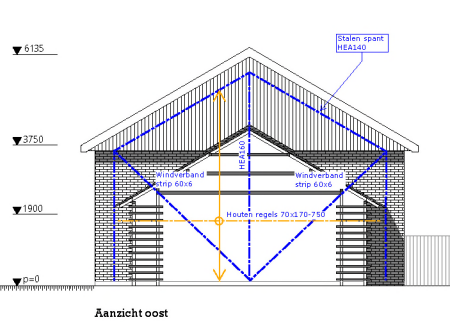 Stalen spant
HEA140
6135
3750
HEA160
Windverband
strip 60x6
Windverband
strip 60x6
1900
Houten regels 70x170-750
p=0
Aanzicht oost